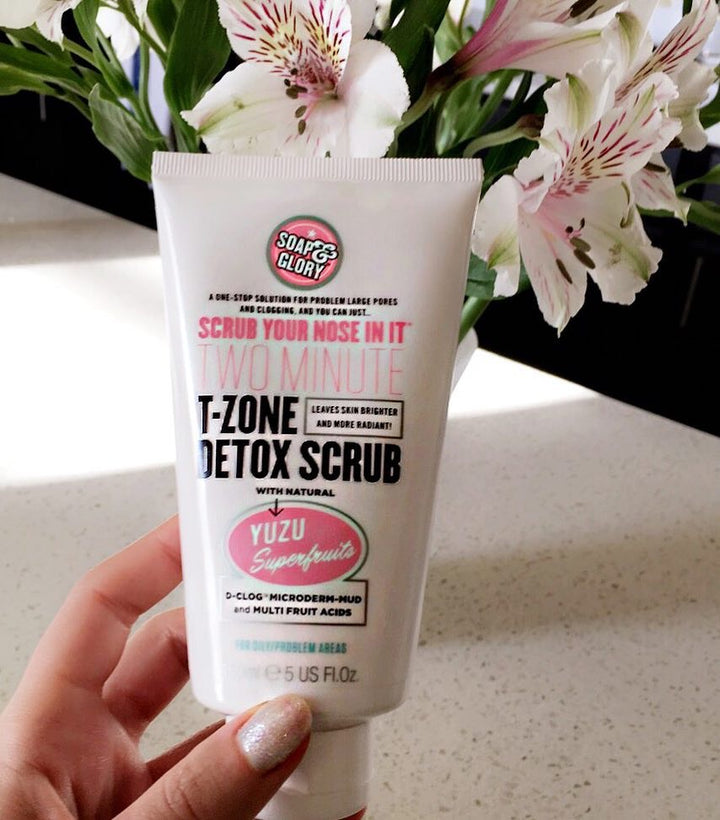 SOAP &
GLORY
A ONE-STOP SOLUTION FOR PROBLEM LARGE PORES
AND CLOGGING, AND YOU CAN JUST...
SCRUB YOUR NOSE IN IT™
TWO MINUTE
T-ZONE
LEAVES SKIN BRIGHTER
AND MORE RADIANT!
DETOX SCRUB
WITH NATURAL
YUZU
Superfruits
D-CLOG™ MICRODERM-MUD
and MULTI FRUIT ACIDS
FOR OILY/PROBLEM AREAS
℮ 5 US Fl.Oz.